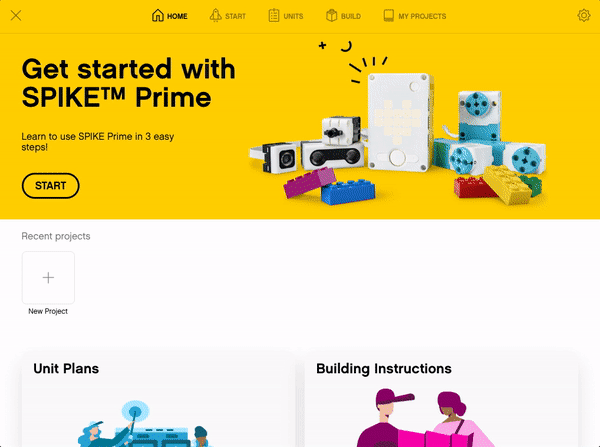 HOME START UNITS BUILD MY PROJECTS
Get started with
SPIKE™ Prime
Learn to use SPIKE Prime in 3 easy
steps!
START
Recent projects
New Project
Unit Plans Building Instructions